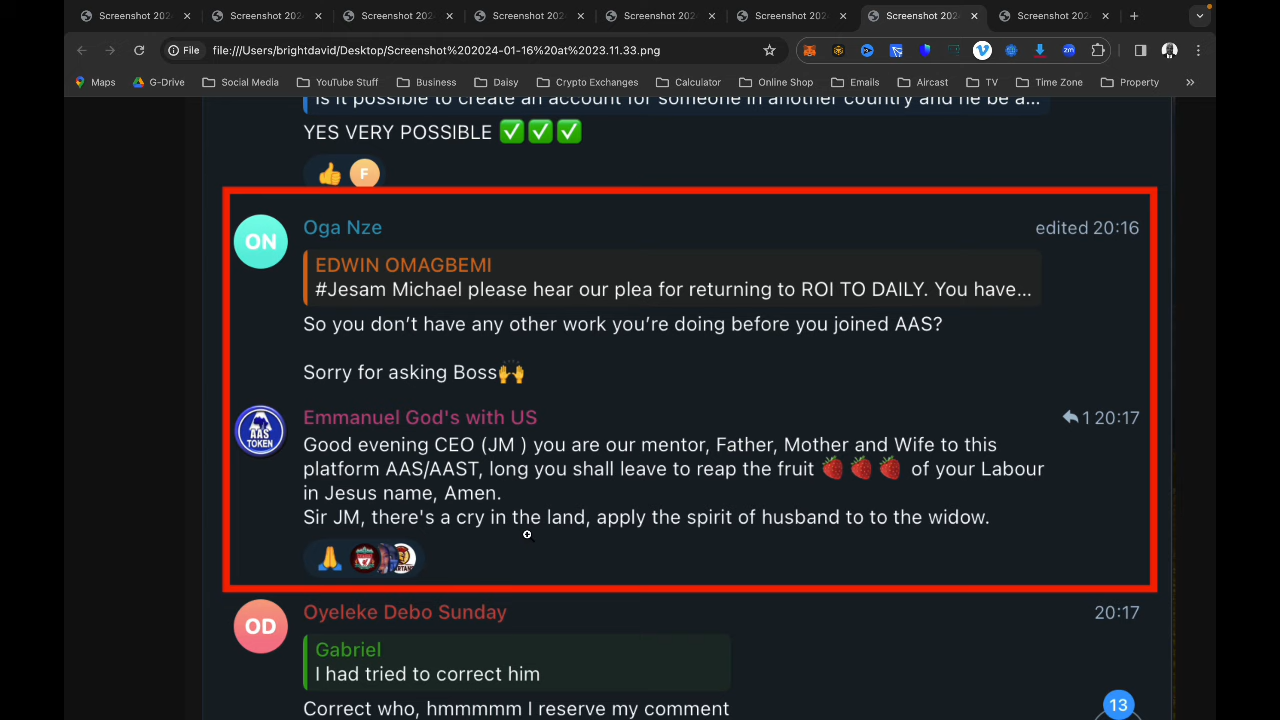 Screenshot 202 Screenshot 202 Screenshot 202 Screenshot 202 Screenshot 202 Screenshot 202 Screenshot 202 Screenshot 202
File file:///Users/brightdavid/Desktop/Screenshot%202024-01-16%20at%2023.11.33.png
Maps G-Drive Social Media YouTube Stuff Business Daisy Crypto Exchanges Calculator Online Shop Emails Aircast TV Time Zone Property »
Is it possible to create an account for someone in another country and he be a...
YES VERY POSSIBLE ✅✅✅
👍 F
ON
Oga Nze edited 20:16
EDWIN OMAGBEMI
#Jesam Michael please hear our plea for returning to ROI TO DAILY. You have...
So you don’t have any other work you’re doing before you joined AAS?
Sorry for asking Boss🙌
AAS
TOKEN
Emmanuel God's with US 1 20:17
Good evening CEO (JM ) you are our mentor, Father, Mother and Wife to this
platform AAS/AAST, long you shall leave to reap the fruit 🍓 🍓 🍓 of your Labour
in Jesus name, Amen.
Sir JM, there's a cry in the land, apply the spirit of husband to to the widow.
🙏
OD
Oyeleke Debo Sunday 20:17
Gabriel
I had tried to correct him
Correct who, hmmmmm I reserve my comment
13